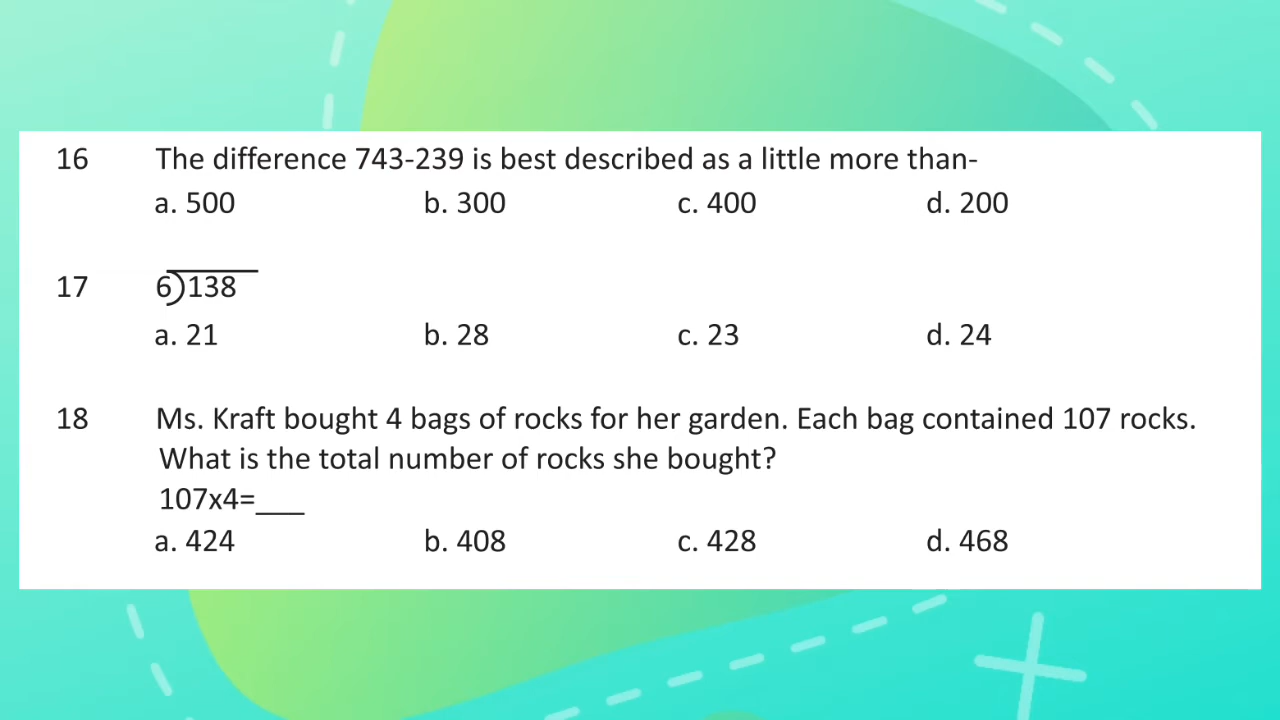 16 The difference 743-239 is best described as a little more than-
a. 500 b. 300 c. 400 d. 200
17 6)138
a. 21 b. 28 c. 23 d. 24
18 Ms. Kraft bought 4 bags of rocks for her garden. Each bag contained 107 rocks.
What is the total number of rocks she bought?
107x4=___
a. 424 b. 408 c. 428 d. 468